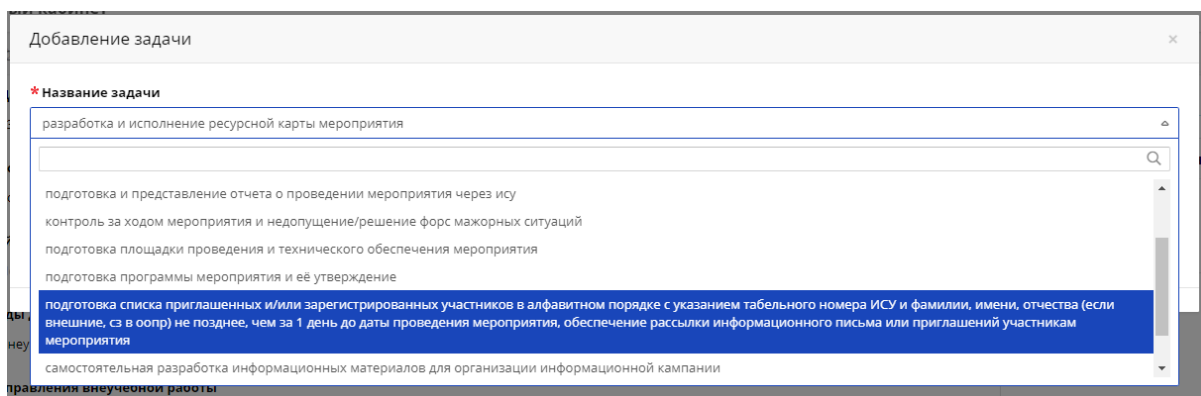 ый кабинет
Добавление задачи
* Название задачи
разработка и исполнение ресурсной карты мероприятия
подготовка и представление отчета о проведении мероприятия через ису
контроль за ходом мероприятия и недопущение/решение форс мажорных ситуаций
подготовка площадки проведения и технического обеспечения мероприятия
подготовка программы мероприятия и её утверждение
подготовка списка приглашенных и/или зарегистрированных участников в алфавитном порядке с указанием табельного номера ИСУ и фамилии, имени, отчества (если
внешние, сз в оопр) не позднее, чем за 1 день до даты проведения мероприятия, обеспечение рассылки информационного письма или приглашений участникам
мероприятия
самостоятельная разработка информационных материалов для организации информационной кампании
правления внеучебной работы